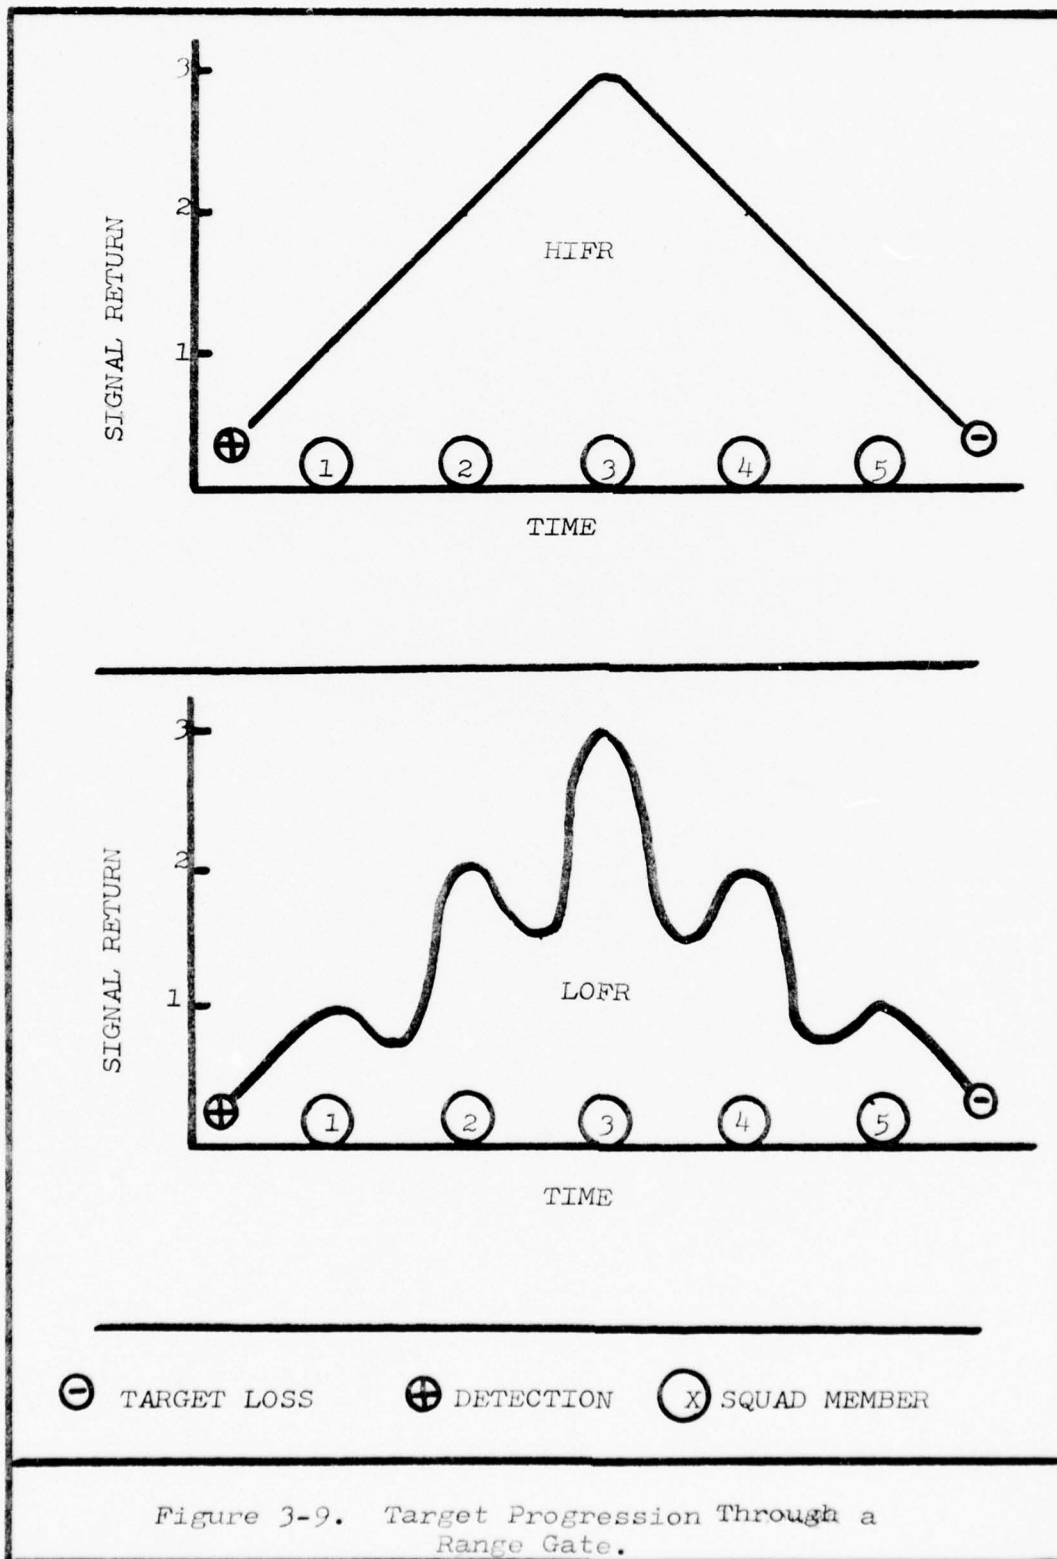 3
2
1
SIGNAL RETURN
HIFR
+
1 2 3 4 5
-
TIME
3
2
1
SIGNAL RETURN
LOFR
+
1 2 3 4 5
-
TIME
- TARGET LOSS + DETECTION X SQUAD MEMBER
Figure 3-9. Target Progression Through a
Range Gate.